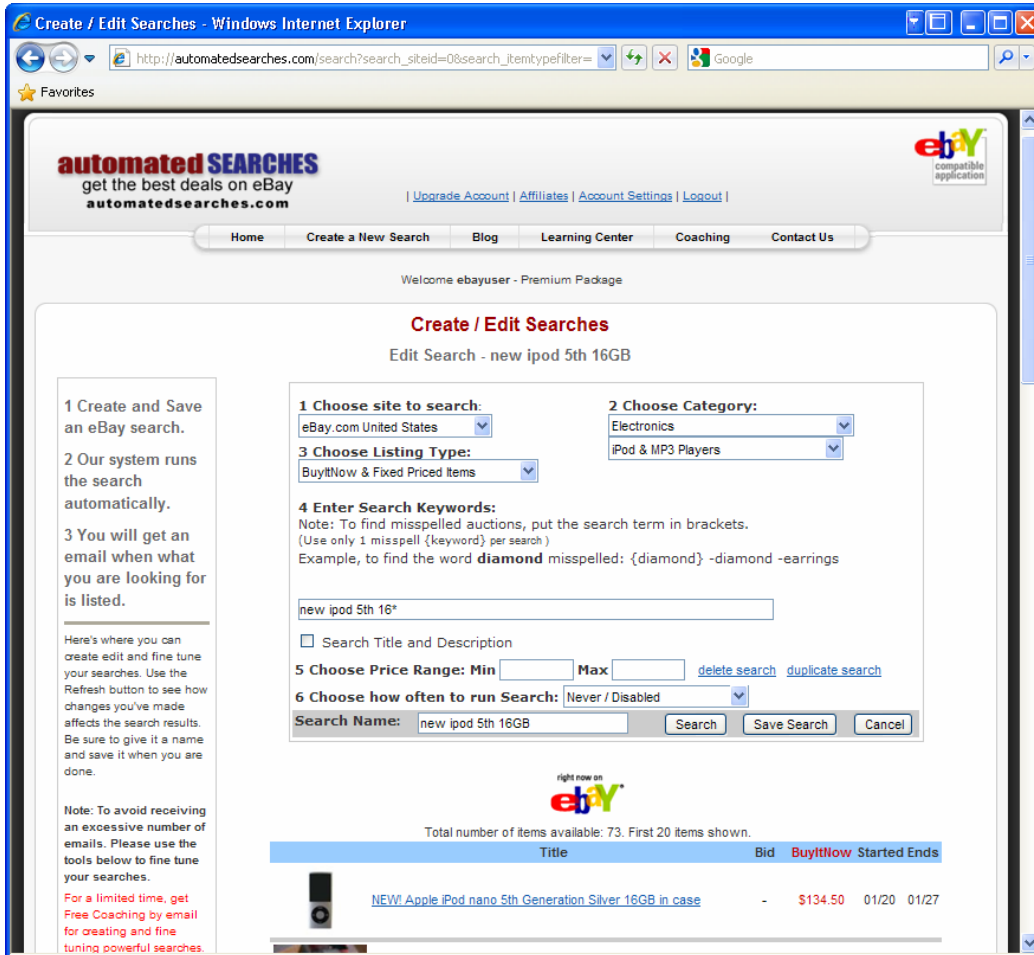 Create / Edit Searches - Windows Internet Explorer
http://automatedsearches.com/search?search_siteid=0&search_itemtypefilter=
Google
Favorites
automated SEARCHES
get the best deals on eBay
automatedsearches.com
ebY
compatible
application
| Upgrade Account | Affiliates | Account Settings | Logout |
Home Create a New Search Blog Learning Center Coaching Contact Us
Welcome ebayuser - Premium Package
Create / Edit Searches
Edit Search - new ipod 5th 16GB
1 Create and Save
an eBay search.
2 Our system runs
the search
automatically.
3 You will get an
email when what
you are looking for
is listed.
Here's where you can
create edit and fine tune
your searches. Use the
Refresh button to see how
changes you've made
affects the search results.
Be sure to give it a name
and save it when you are
done.
Note: To avoid receiving
an excessive number of
emails. Please use the
tools below to fine tune
your searches.
For a limited time, get
Free Coaching by email
for creating and fine
tuning powerful searches.
1 Choose site to search: 2 Choose Category:
eBay.com United States Electronics
3 Choose Listing Type: iPod & MP3 Players
BuyItNow & Fixed Priced Items
4 Enter Search Keywords:
Note: To find misspelled auctions, put the search term in brackets.
(Use only 1 misspell {keyword} per search )
Example, to find the word diamond misspelled: {diamond} -diamond -earrings
new ipod 5th 16*
Search Title and Description
5 Choose Price Range: Min Max delete search duplicate search
6 Choose how often to run Search: Never / Disabled
Search Name: new ipod 5th 16GB Search Save Search Cancel
right now on
ebY
Total number of items available: 73. First 20 items shown.
Title Bid BuyItNow Started Ends
NEW! Apple iPod nano 5th Generation Silver 16GB in case - $134.50 01/20 01/27